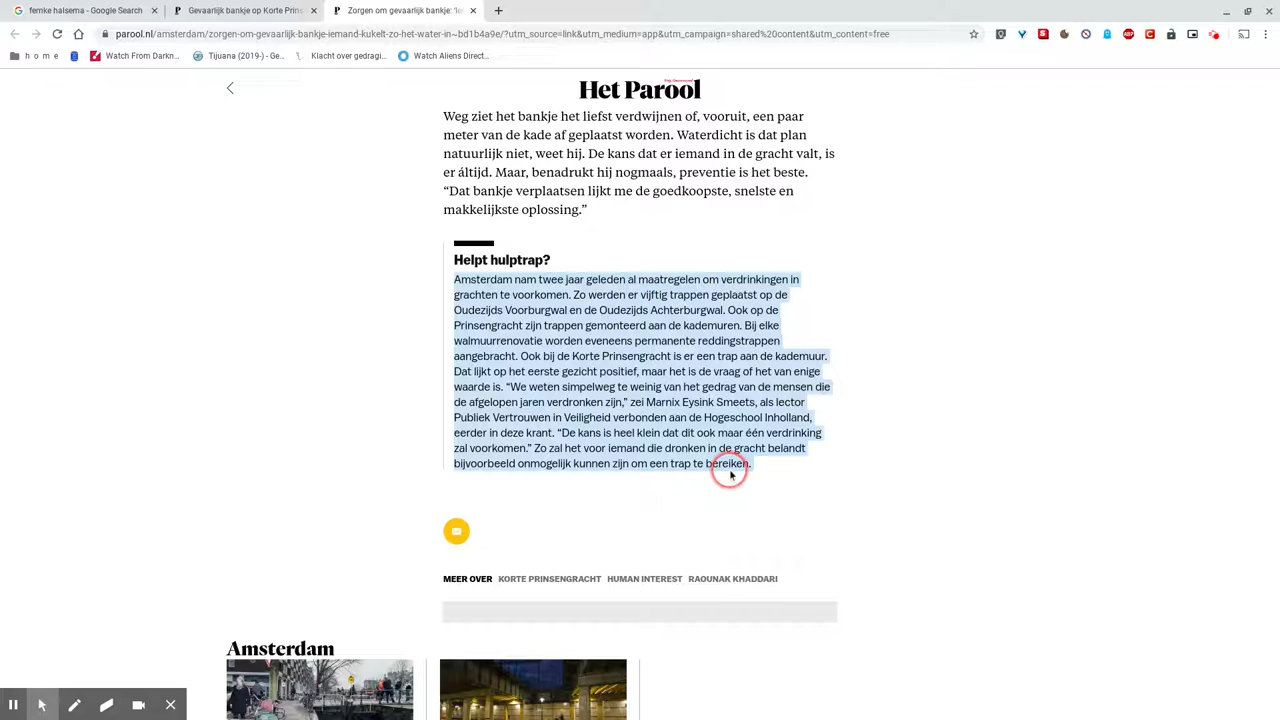 fernke halsema - Google Search
Gevaarlijk bankje op Korte Prin
Zorgen om gevaarlijk bankje: 'Ie
parool.nl/amsterdam/zorgen-om-gevaarlijk-bankje-iemand-kukelt-zo-het-water-in~bd1b4a9e/?utm_source=link&utm_medium=app&utm_campaign=shared%20content&utm_content=free
h o m e
Watch From Darkn...
Tijuana (2019-) - Ge...
Klacht over gedragi...
Watch Aliens Direct...
Het Parool
Weg ziet het bankje het liefst verdwijnen of, vooruit, een paar
meter van de kade af geplaatst worden. Waterdicht is dat plan
natuurlijk niet, weet hij. De kans dat er iemand in de gracht valt, is
er áltijd. Maar, benadrukt hij nogmaals, preventie is het beste.
“Dat bankje verplaatsen lijkt me de goedkoopste, snelste en
makkelijkste oplossing.”
Helpt hulptrap?
Amsterdam nam twee jaar geleden al maatregelen om verdrinkingen in
grachten te voorkomen. Zo werden er vijftig trappen geplaatst op de
Oudezijds Voorburgwal en de Oudezijds Achterburgwal. Ook op de
Prinsengracht zijn trappen gemonteerd aan de kademuren. Bij elke
walmuurrenovatie worden eveneens permanente reddingstrappen
aangebracht. Ook bij de Korte Prinsengracht is er een trap aan de kademuur.
Dat lijkt op het eerste gezicht positief, maar het is de vraag of het van enige
waarde is. “We weten simpelweg te weinig van het gedrag van de mensen die
de afgelopen jaren verdronken zijn,” zei Marnix Eysink Smeets, als lector
Publiek Vertrouwen in Veiligheid verbonden aan de Hogeschool Inholland,
eerder in deze krant. “De kans is heel klein dat dit ook maar één verdrinking
zal voorkomen.” Zo zal het voor iemand die dronken in de gracht belandt
bijvoorbeeld onmogelijk kunnen zijn om een trap te bereiken.
MEER OVER KORTE PRINSENGRACHT HUMAN INTEREST RAOUNAK KHADDARI
Amsterdam